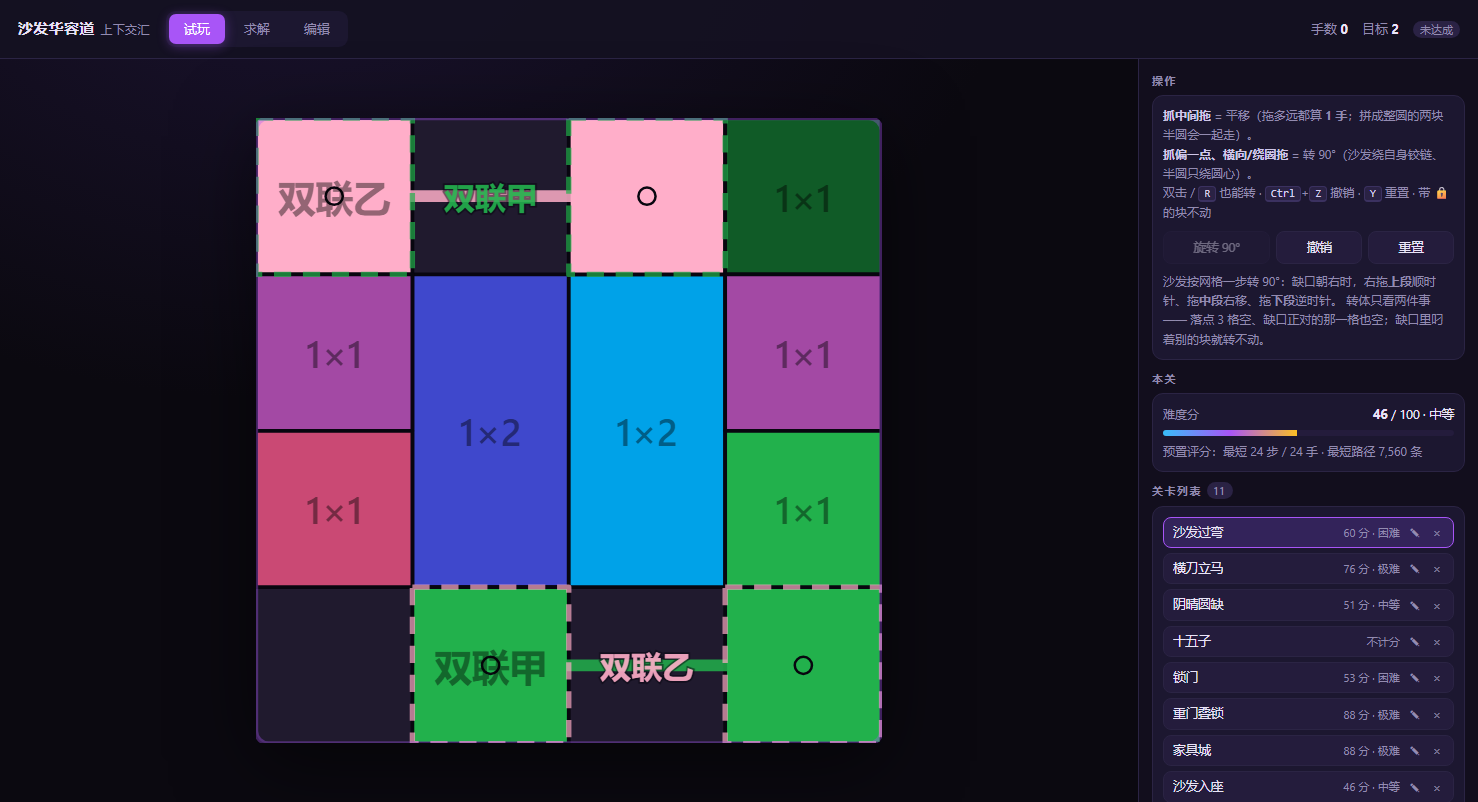 沙发华容道 上下交汇 试玩 求解 编辑 手数 0 目标 2 未达成
操作
抓中间拖 = 平移（拖多远都算 1 手；拼成整圆的两块
半圆会一起走）。
抓偏一点、横向/绕圆拖 = 转 90°（沙发绕自身铰链、
半圆只绕圆心）。
双击 / R 也能转 · Ctrl + Z 撤销 · Y 重置 · 带 🔒
的块不动
旋转 90° 撤销 重置
沙发按网格一步转 90°：缺口朝右时，右拖上段顺时
针、拖中段右移、拖下段逆时针。 转体只看两件事
—— 落点 3 格空、缺口正对的那一格也空；缺口里叼
着别的块就转不动。
本关
难度分 46 / 100 · 中等
预置评分：最短 24 步 / 24 手 · 最短路径 7,560 条
关卡列表 11
沙发过弯 60 分 · 困难
横刀立马 76 分 · 极难
阴晴圆缺 51 分 · 中等
十五子 不计分
锁门 53 分 · 困难
重门叠锁 88 分 · 极难
家具城 88 分 · 极难
沙发入座 46 分 · 中等
双联乙 双联甲 1×1
1×1 1×1
1×2 1×2
1×1 1×1
双联甲 双联乙